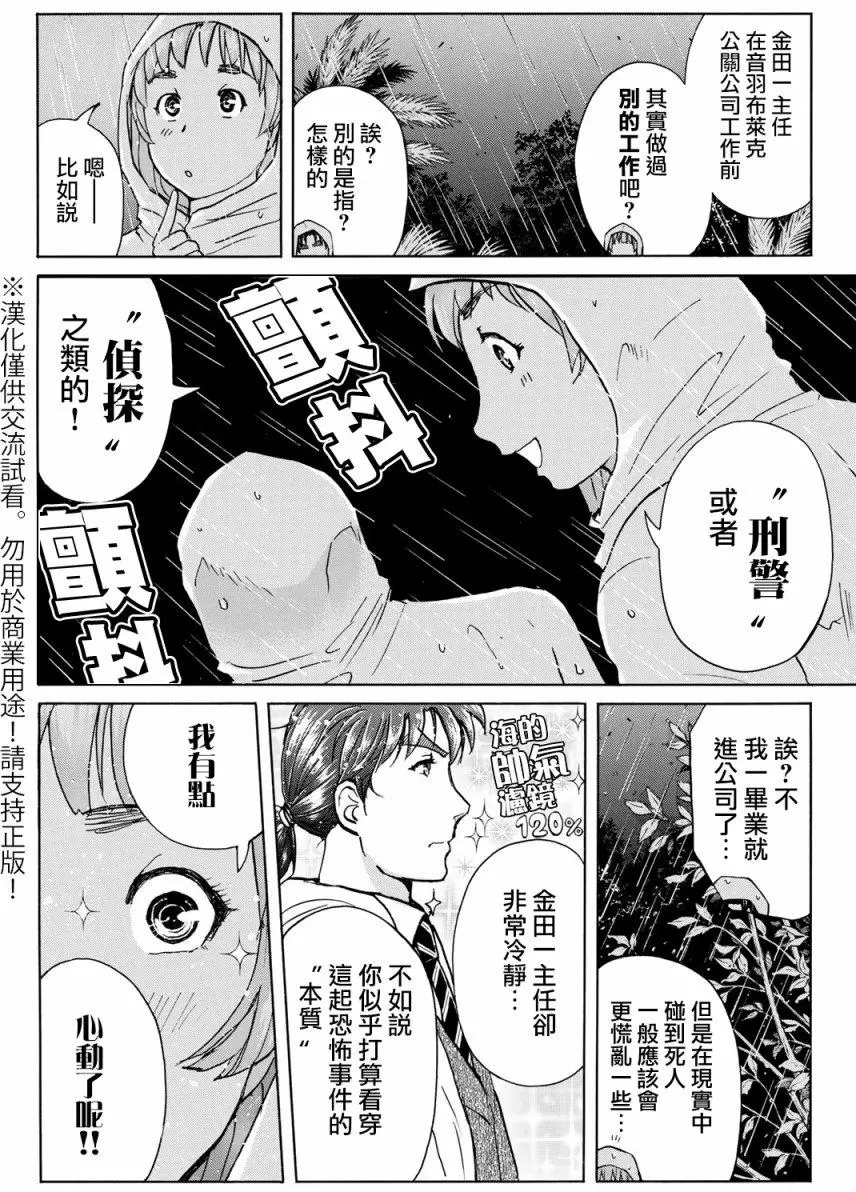 金田一主任
在音羽布萊克
公關公司工作前
其實做過
別的工作吧?
誒?
別的是指?
怎樣的
嗯——
比如說
"刑警"
或者
顫抖
"偵探"
之類的!
顫抖
誒?不
我一畢業就
進公司了…
但是在現實中
碰到死人
一般應該會
更慌亂一些…
海的
帥氣
濾鏡
120%
金田一主任卻
非常冷靜…
不如說
你似乎打算看穿
這起恐怖事件的
"本質"
我有點
心動了呢!!
※漢化僅供交流試看。勿用於商業用途!請支持正版!